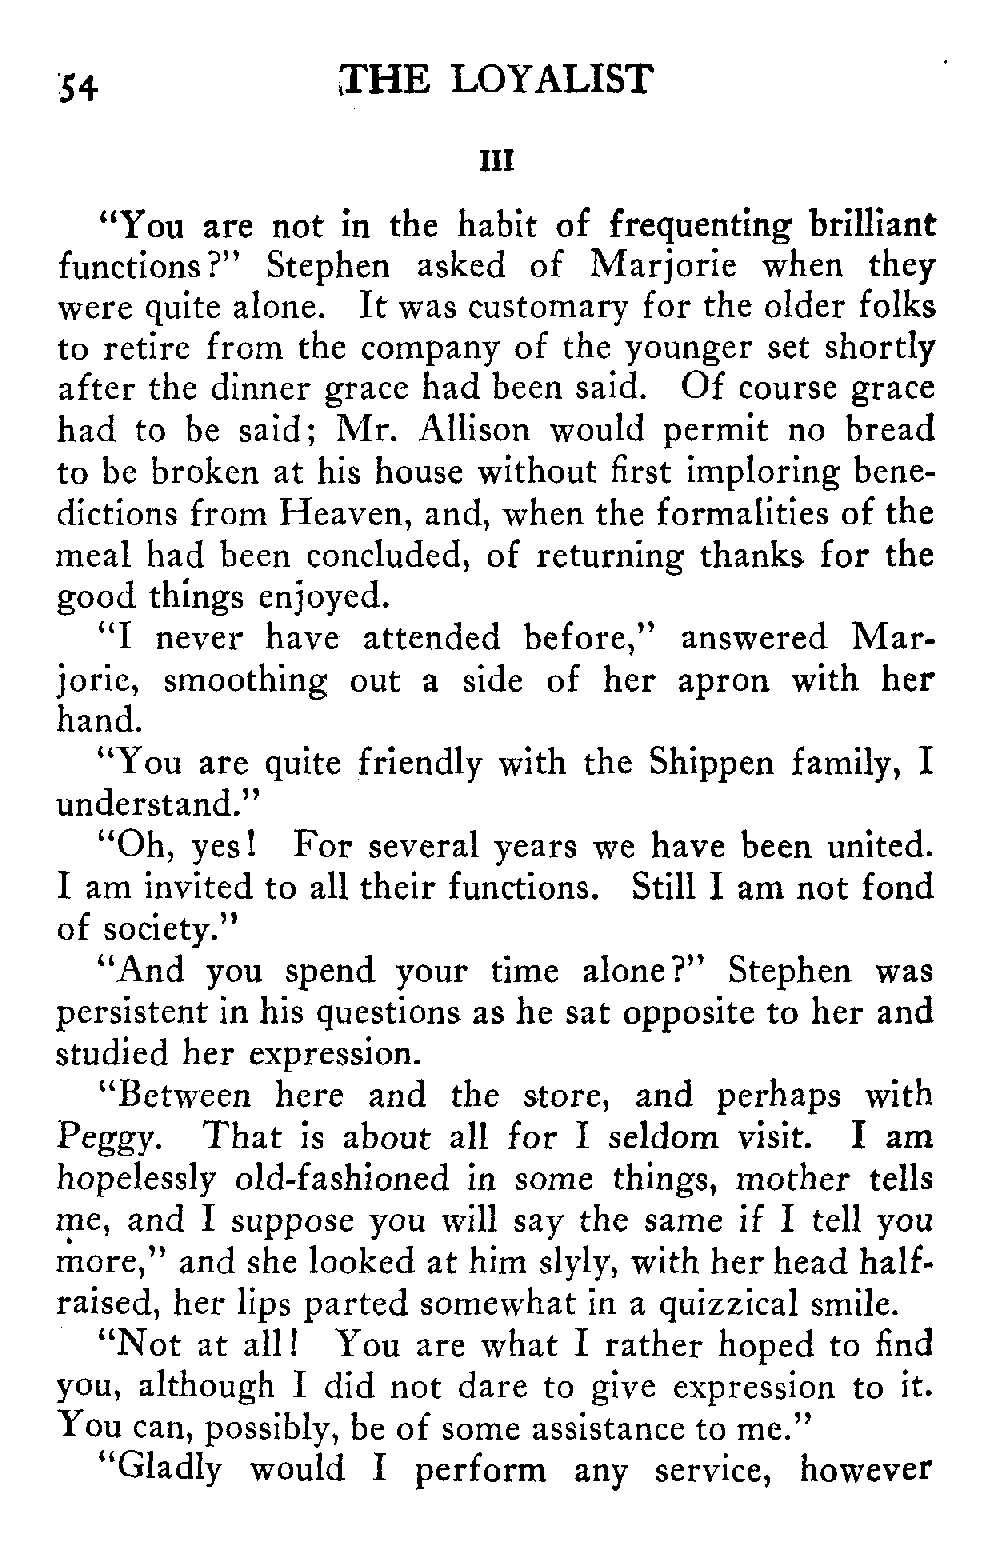 54 THE LOYALIST
III
"You are not in the habit of frequenting brilliant
functions?" Stephen asked of Marjorie when they
were quite alone. It was customary for the older folks
to retire from the company of the younger set shortly
after the dinner grace had been said. Of course grace
had to be said; Mr. Allison would permit no bread
to be broken at his house without first imploring bene-
dictions from Heaven, and, when the formalities of the
meal had been concluded, of returning thanks for the
good things enjoyed.
"I never have attended before," answered Mar-
jorie, smoothing out a side of her apron with her
hand.
"You are quite friendly with the Shippen family, I
understand."
"Oh, yes! For several years we have been united.
I am invited to all their functions. Still I am not fond
of society."
"And you spend your time alone?" Stephen was
persistent in his questions as he sat opposite to her and
studied her expression.
"Between here and the store, and perhaps with
Peggy. That is about all for I seldom visit. I am
hopelessly old-fashioned in some things, mother tells
me, and I suppose you will say the same if I tell you
more," and she looked at him slyly, with her head half-
raised, her lips parted somewhat in a quizzical smile.
"Not at all! You are what I rather hoped to find
you, although I did not dare to give expression to it.
You can, possibly, be of some assistance to me."
"Gladly would I perform any service, however